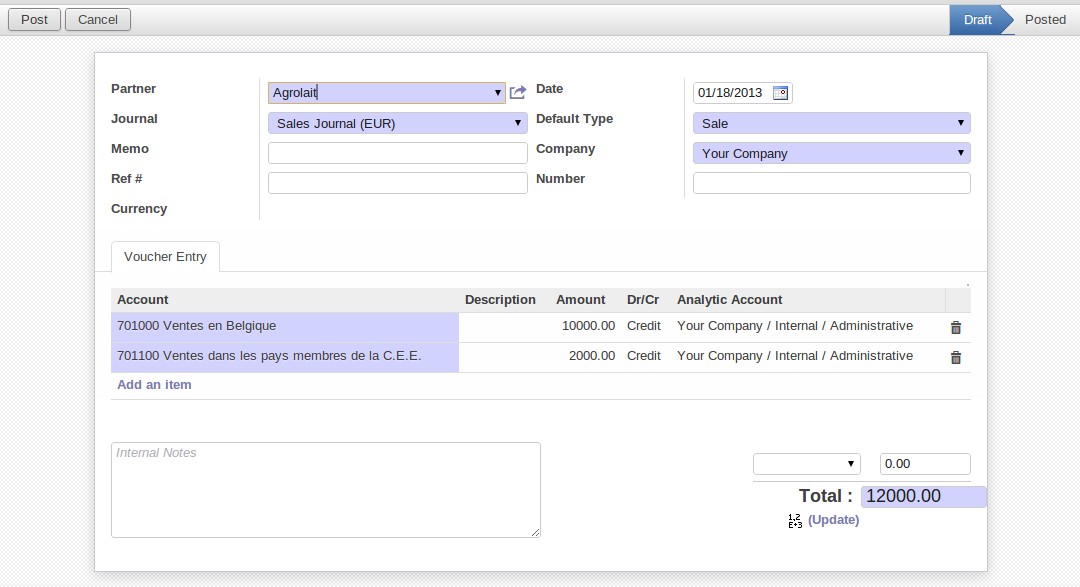 Post Cancel Draft Posted
Partner Agrolait Date 01/18/2013
Journal Sales Journal (EUR) Default Type Sale
Memo Company Your Company
Ref # Number
Currency
Voucher Entry
Account Description Amount Dr/Cr Analytic Account
701000 Ventes en Belgique 10000.00 Credit Your Company / Internal / Administrative
701100 Ventes dans les pays membres de la C.E.E. 2000.00 Credit Your Company / Internal / Administrative
Add an item
Internal Notes
0.00
Total : 12000.00
1,2
E+3 (Update)